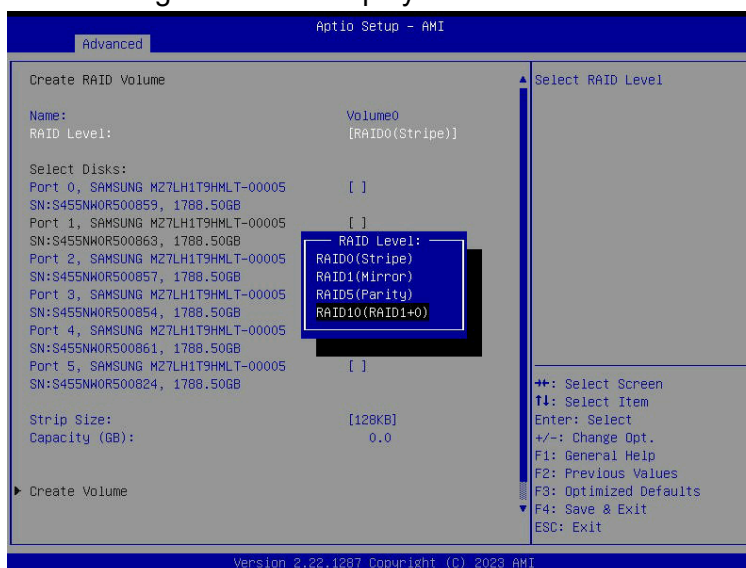 Aptio Setup - AMI
Advanced
Create RAID Volume
Select RAID Level
Name: Volume0
RAID Level: [RAID0(Stripe)]
Select Disks:
Port 0, SAMSUNG MZ7LH1T9HMLT-00005 [ ]
SN:S455NW0R500859, 1788.50GB
Port 1, SAMSUNG MZ7LH1T9HMLT-00005 [ ]
SN:S455NW0R500863, 1788.50GB
Port 2, SAMSUNG MZ7LH1T9HMLT-00005
SN:S455NW0R500857, 1788.50GB
Port 3, SAMSUNG MZ7LH1T9HMLT-00005
SN:S455NW0R500854, 1788.50GB
Port 4, SAMSUNG MZ7LH1T9HMLT-00005
SN:S455NW0R500861, 1788.50GB
Port 5, SAMSUNG MZ7LH1T9HMLT-00005 [ ]
SN:S455NW0R500824, 1788.50GB
RAID Level:
RAID0(Stripe)
RAID1(Mirror)
RAID5(Parity)
RAID10(RAID1+0)
Strip Size: [128KB]
Capacity (GB): 0.0
Create Volume
→←: Select Screen
↑↓: Select Item
Enter: Select
+/-: Change Opt.
F1: General Help
F2: Previous Values
F3: Optimized Defaults
F4: Save & Exit
ESC: Exit
Version 2.22.1287 Copyright (C) 2023 AMI